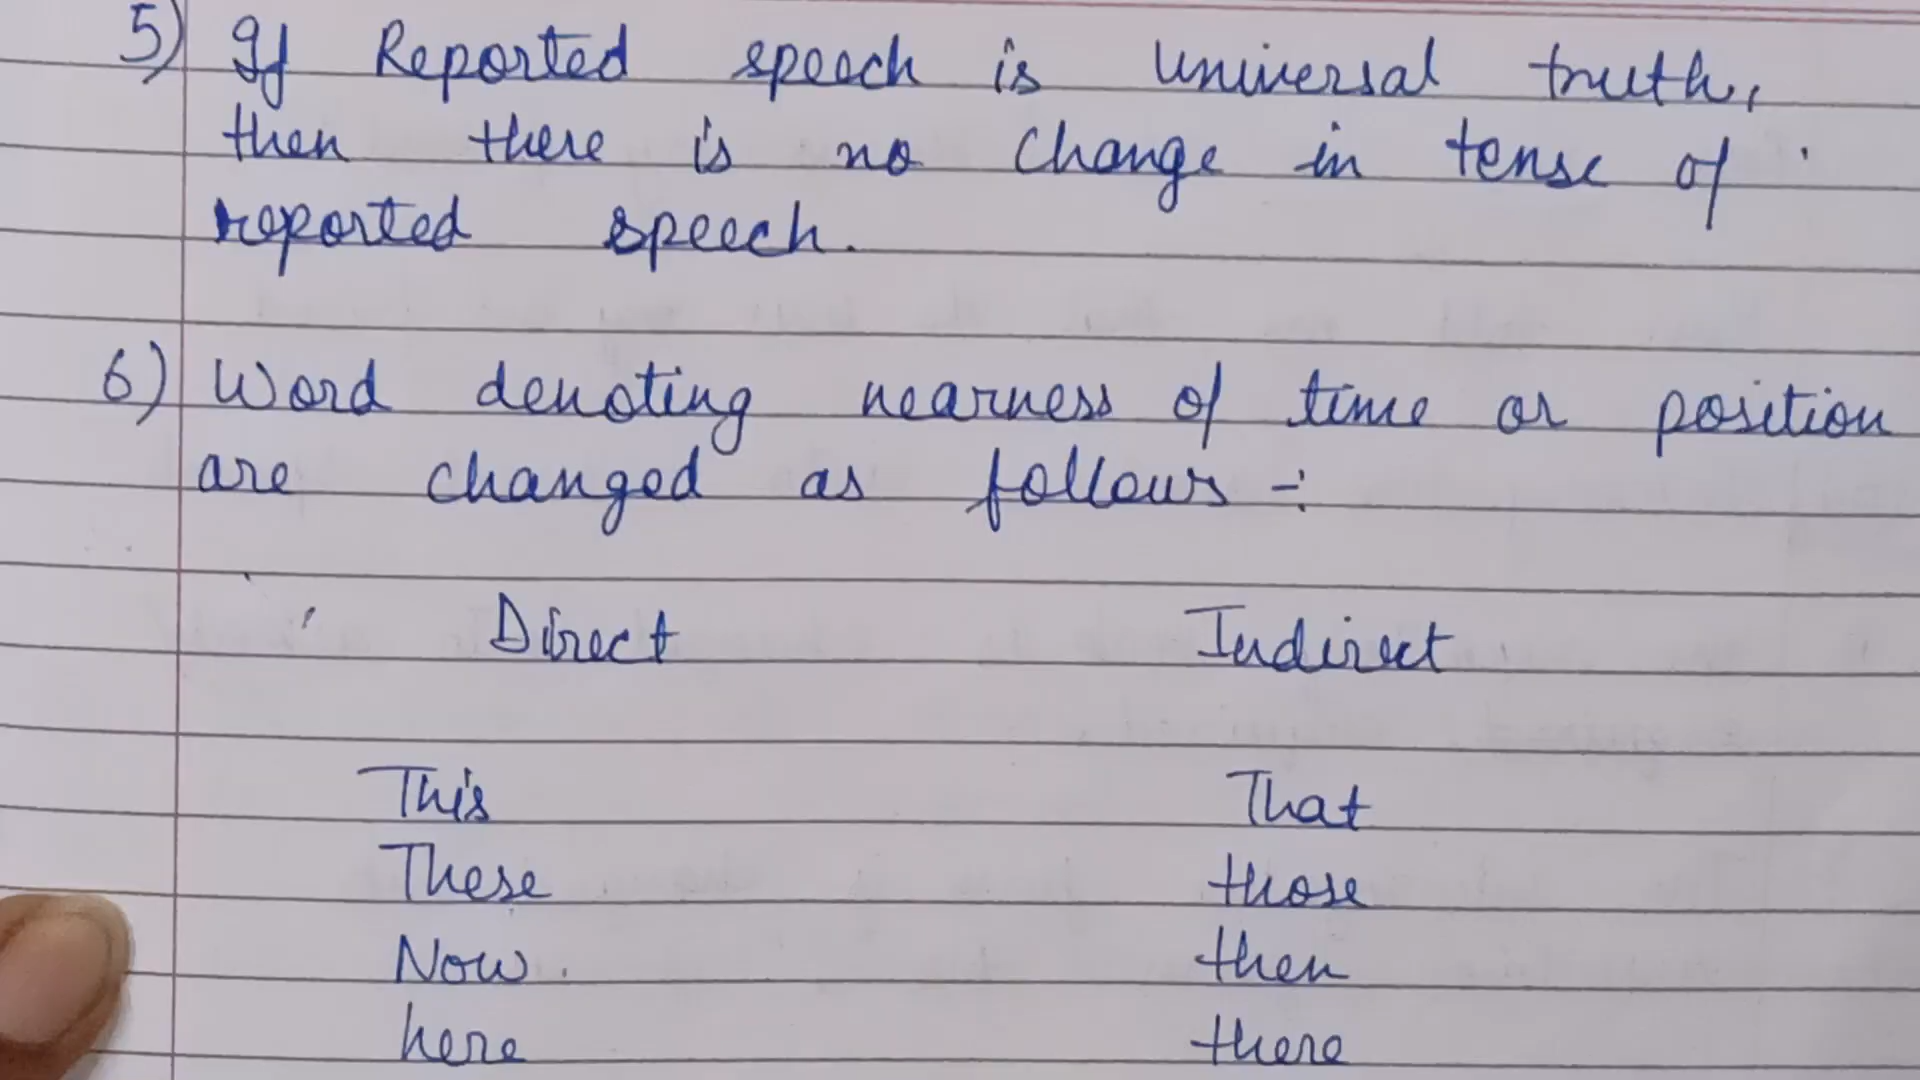 5) If Reported speech is Universal truth,
then there is no change in tense of
reported speech.
6) Word denoting nearness of time or position
are changed as follows -:
Direct Indirect
This That
These those
Now. then
here there